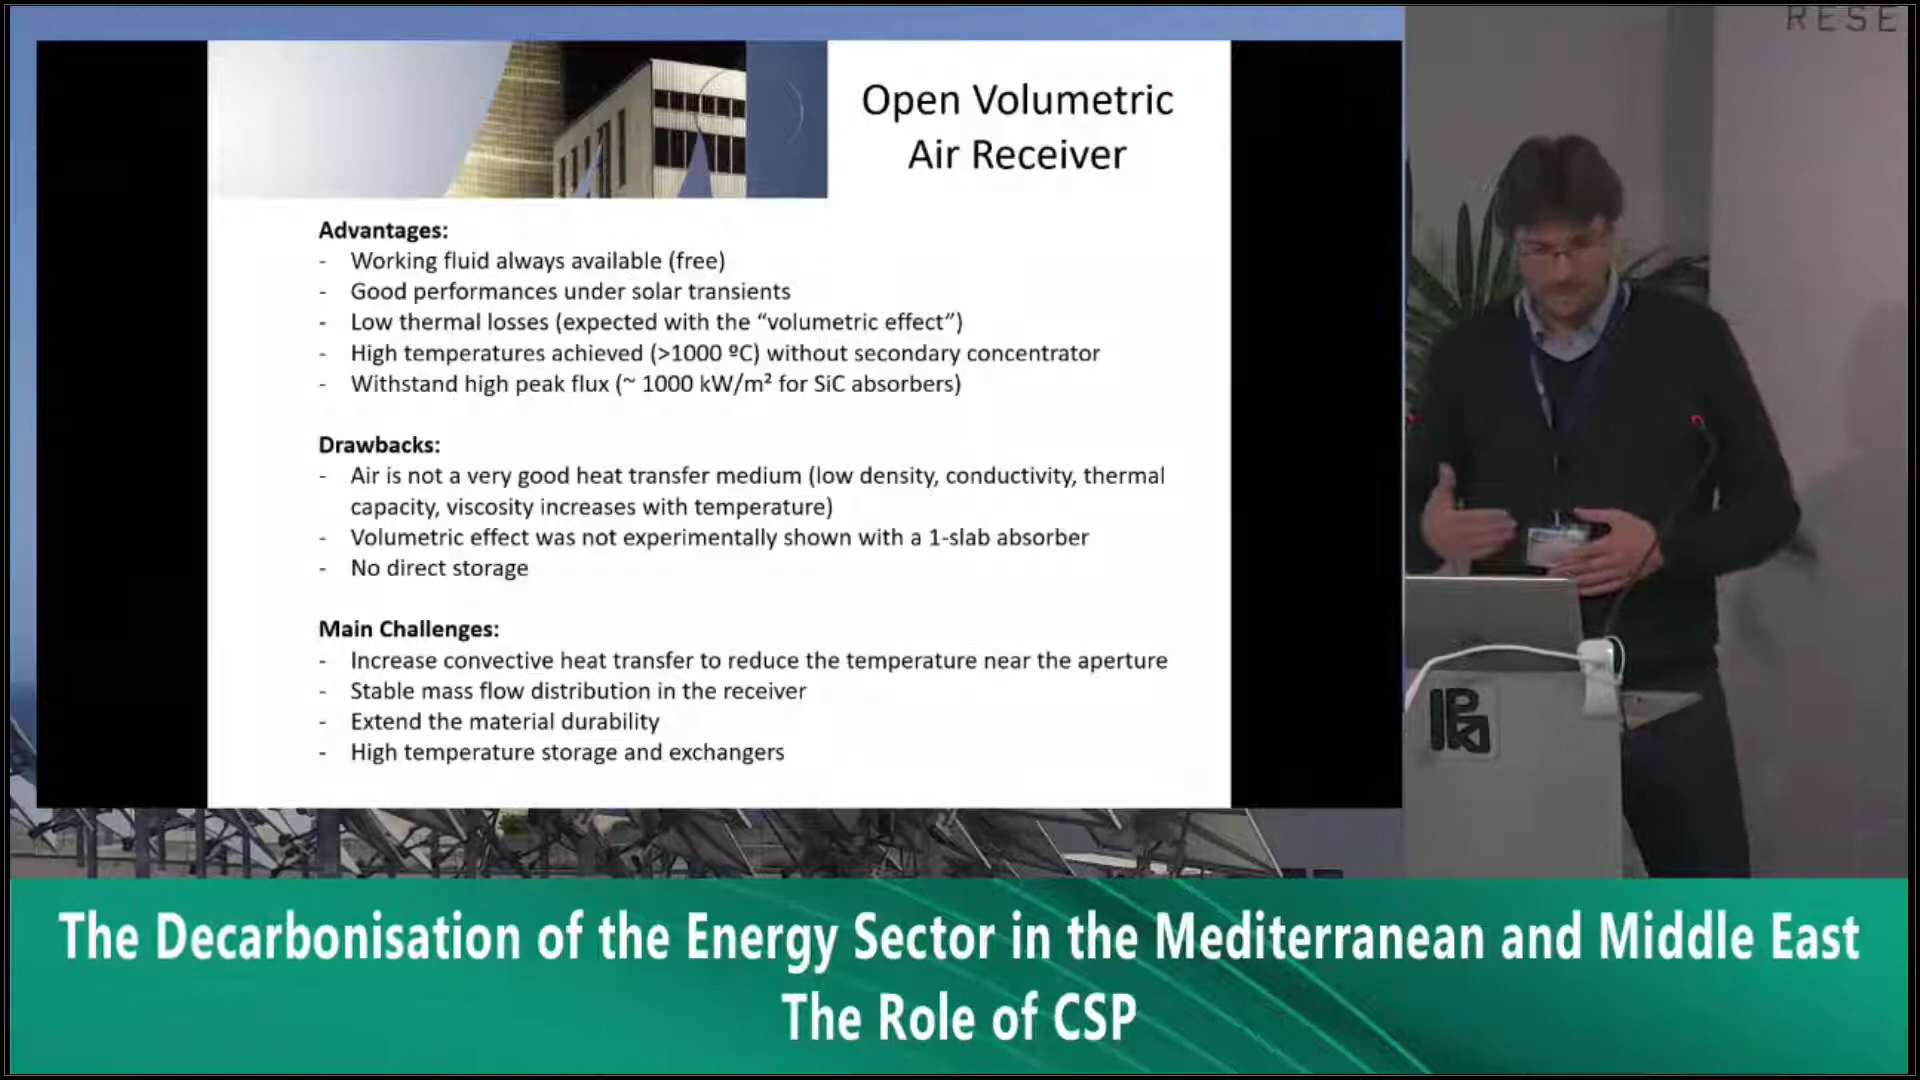 RESE
Open Volumetric
Air Receiver
Advantages:
- Working fluid always available (free)
- Good performances under solar transients
- Low thermal losses (expected with the “volumetric effect”)
- High temperatures achieved (>1000 ºC) without secondary concentrator
- Withstand high peak flux (~ 1000 kW/m² for SiC absorbers)
Drawbacks:
- Air is not a very good heat transfer medium (low density, conductivity, thermal
capacity, viscosity increases with temperature)
- Volumetric effect was not experimentally shown with a 1-slab absorber
- No direct storage
Main Challenges:
- Increase convective heat transfer to reduce the temperature near the aperture
- Stable mass flow distribution in the receiver
- Extend the material durability
- High temperature storage and exchangers
The Decarbonisation of the Energy Sector in the Mediterranean and Middle East
The Role of CSP